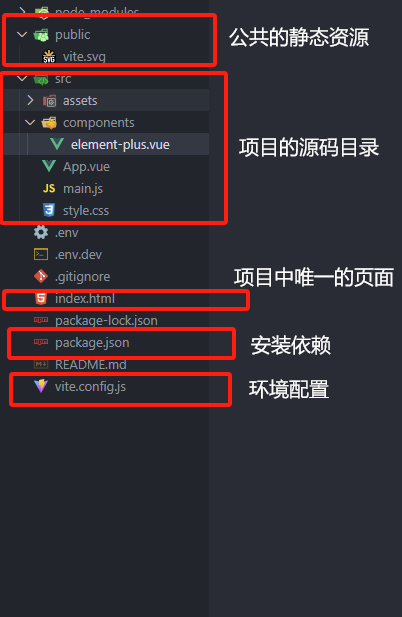 node_modules
public
公共的静态资源
vite.svg
src
assets
components
项目的源码目录
element-plus.vue
App.vue
JS main.js
style.css
.env
.env.dev
.gitignore
项目中唯一的页面
index.html
package-lock.json
package.json
安装依赖
README.md
vite.config.js
环境配置